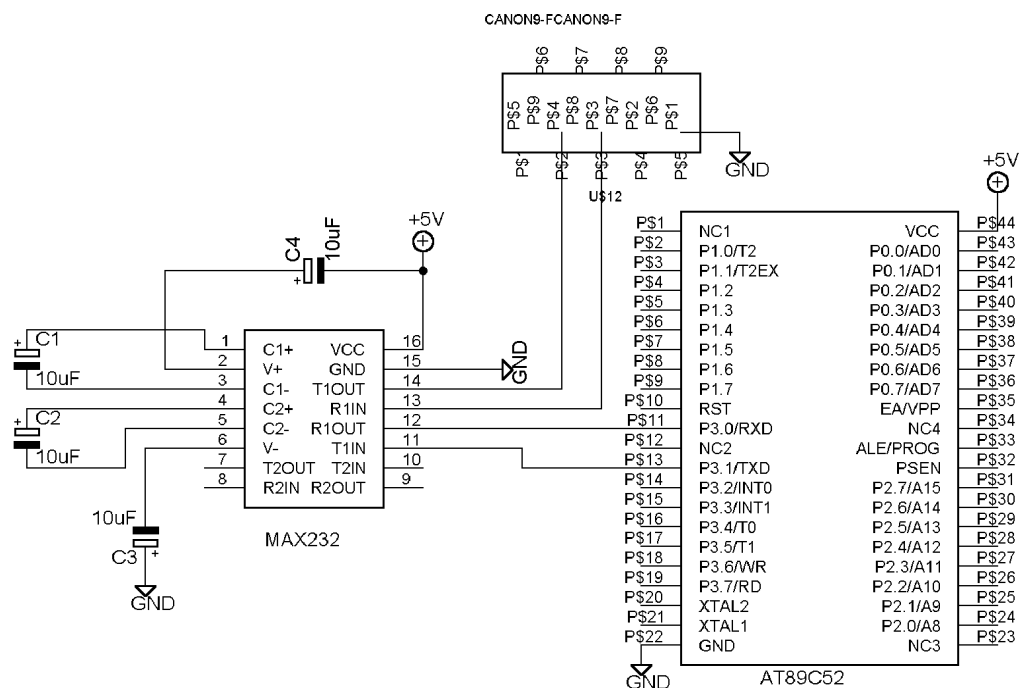 CANON9-FCANON9-F
P$6 P$7 P$8 P$9
P$5 P$9 P$4 P$8 P$3 P$7 P$2 P$6 P$1
P$1 P$2 P$3 P$4 P$5
GND
U$12
+5V
C4 10uF
+
+5V
C1
+
10uF
C2
+
10uF
10uF
C3
+
GND
1 C1+ VCC 16
2 V+ GND 15
3 C1- T1OUT 14
4 C2+ R1IN 13
5 C2- R1OUT 12
6 V- T1IN 11
7 T2OUT T2IN 10
8 R2IN R2OUT 9
GND
MAX232
P$1 NC1 VCC P$44
P$2 P1.0/T2 P0.0/AD0 P$43
P$3 P1.1/T2EX P0.1/AD1 P$42
P$4 P1.2 P0.2/AD2 P$41
P$5 P1.3 P0.3/AD3 P$40
P$6 P1.4 P0.4/AD4 P$39
P$7 P1.5 P0.5/AD5 P$38
P$8 P1.6 P0.6/AD6 P$37
P$9 P1.7 P0.7/AD7 P$36
P$10 RST EA/VPP P$35
P$11 P3.0/RXD NC4 P$34
P$12 NC2 ALE/PROG P$33
P$13 P3.1/TXD PSEN P$32
P$14 P3.2/INT0 P2.7/A15 P$31
P$15 P3.3/INT1 P2.6/A14 P$30
P$16 P3.4/T0 P2.5/A13 P$29
P$17 P3.5/T1 P2.4/A12 P$28
P$18 P3.6/WR P2.3/A11 P$27
P$19 P3.7/RD P2.2/A10 P$26
P$20 XTAL2 P2.1/A9 P$25
P$21 XTAL1 P2.0/A8 P$24
P$22 GND NC3 P$23
GND
AT89C52